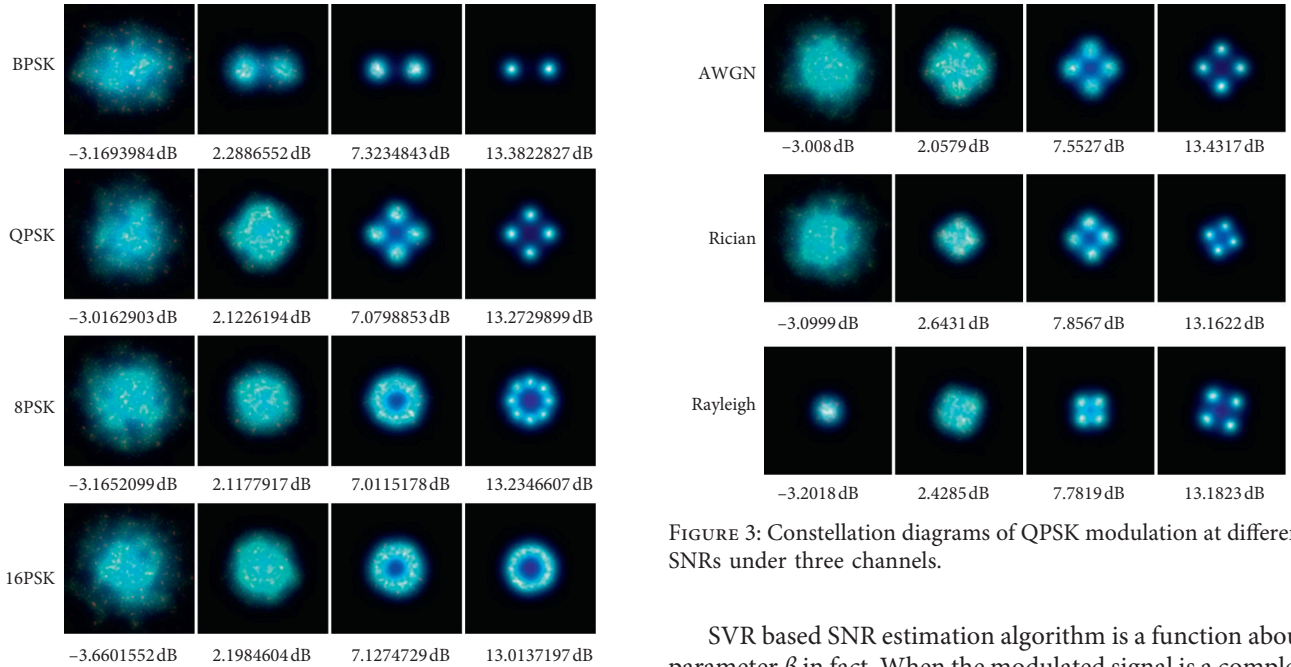 BPSK
−3.1693984 dB 2.2886552 dB 7.3234843 dB 13.3822827 dB
QPSK
−3.0162903 dB 2.1226194 dB 7.0798853 dB 13.2729899 dB
8PSK
−3.1652099 dB 2.1177917 dB 7.0115178 dB 13.2346607 dB
16PSK
−3.6601552 dB 2.1984604 dB 7.1274729 dB 13.0137197 dB
AWGN
−3.008 dB 2.0579 dB 7.5527 dB 13.4317 dB
Rician
−3.0999 dB 2.6431 dB 7.8567 dB 13.1622 dB
Rayleigh
−3.2018 dB 2.4285 dB 7.7819 dB 13.1823 dB
FIGURE 3: Constellation diagrams of QPSK modulation at differe
SNRs under three channels.
SVR based SNR estimation algorithm is a function abou
parameter β in fact. When the modulated signal is a comple